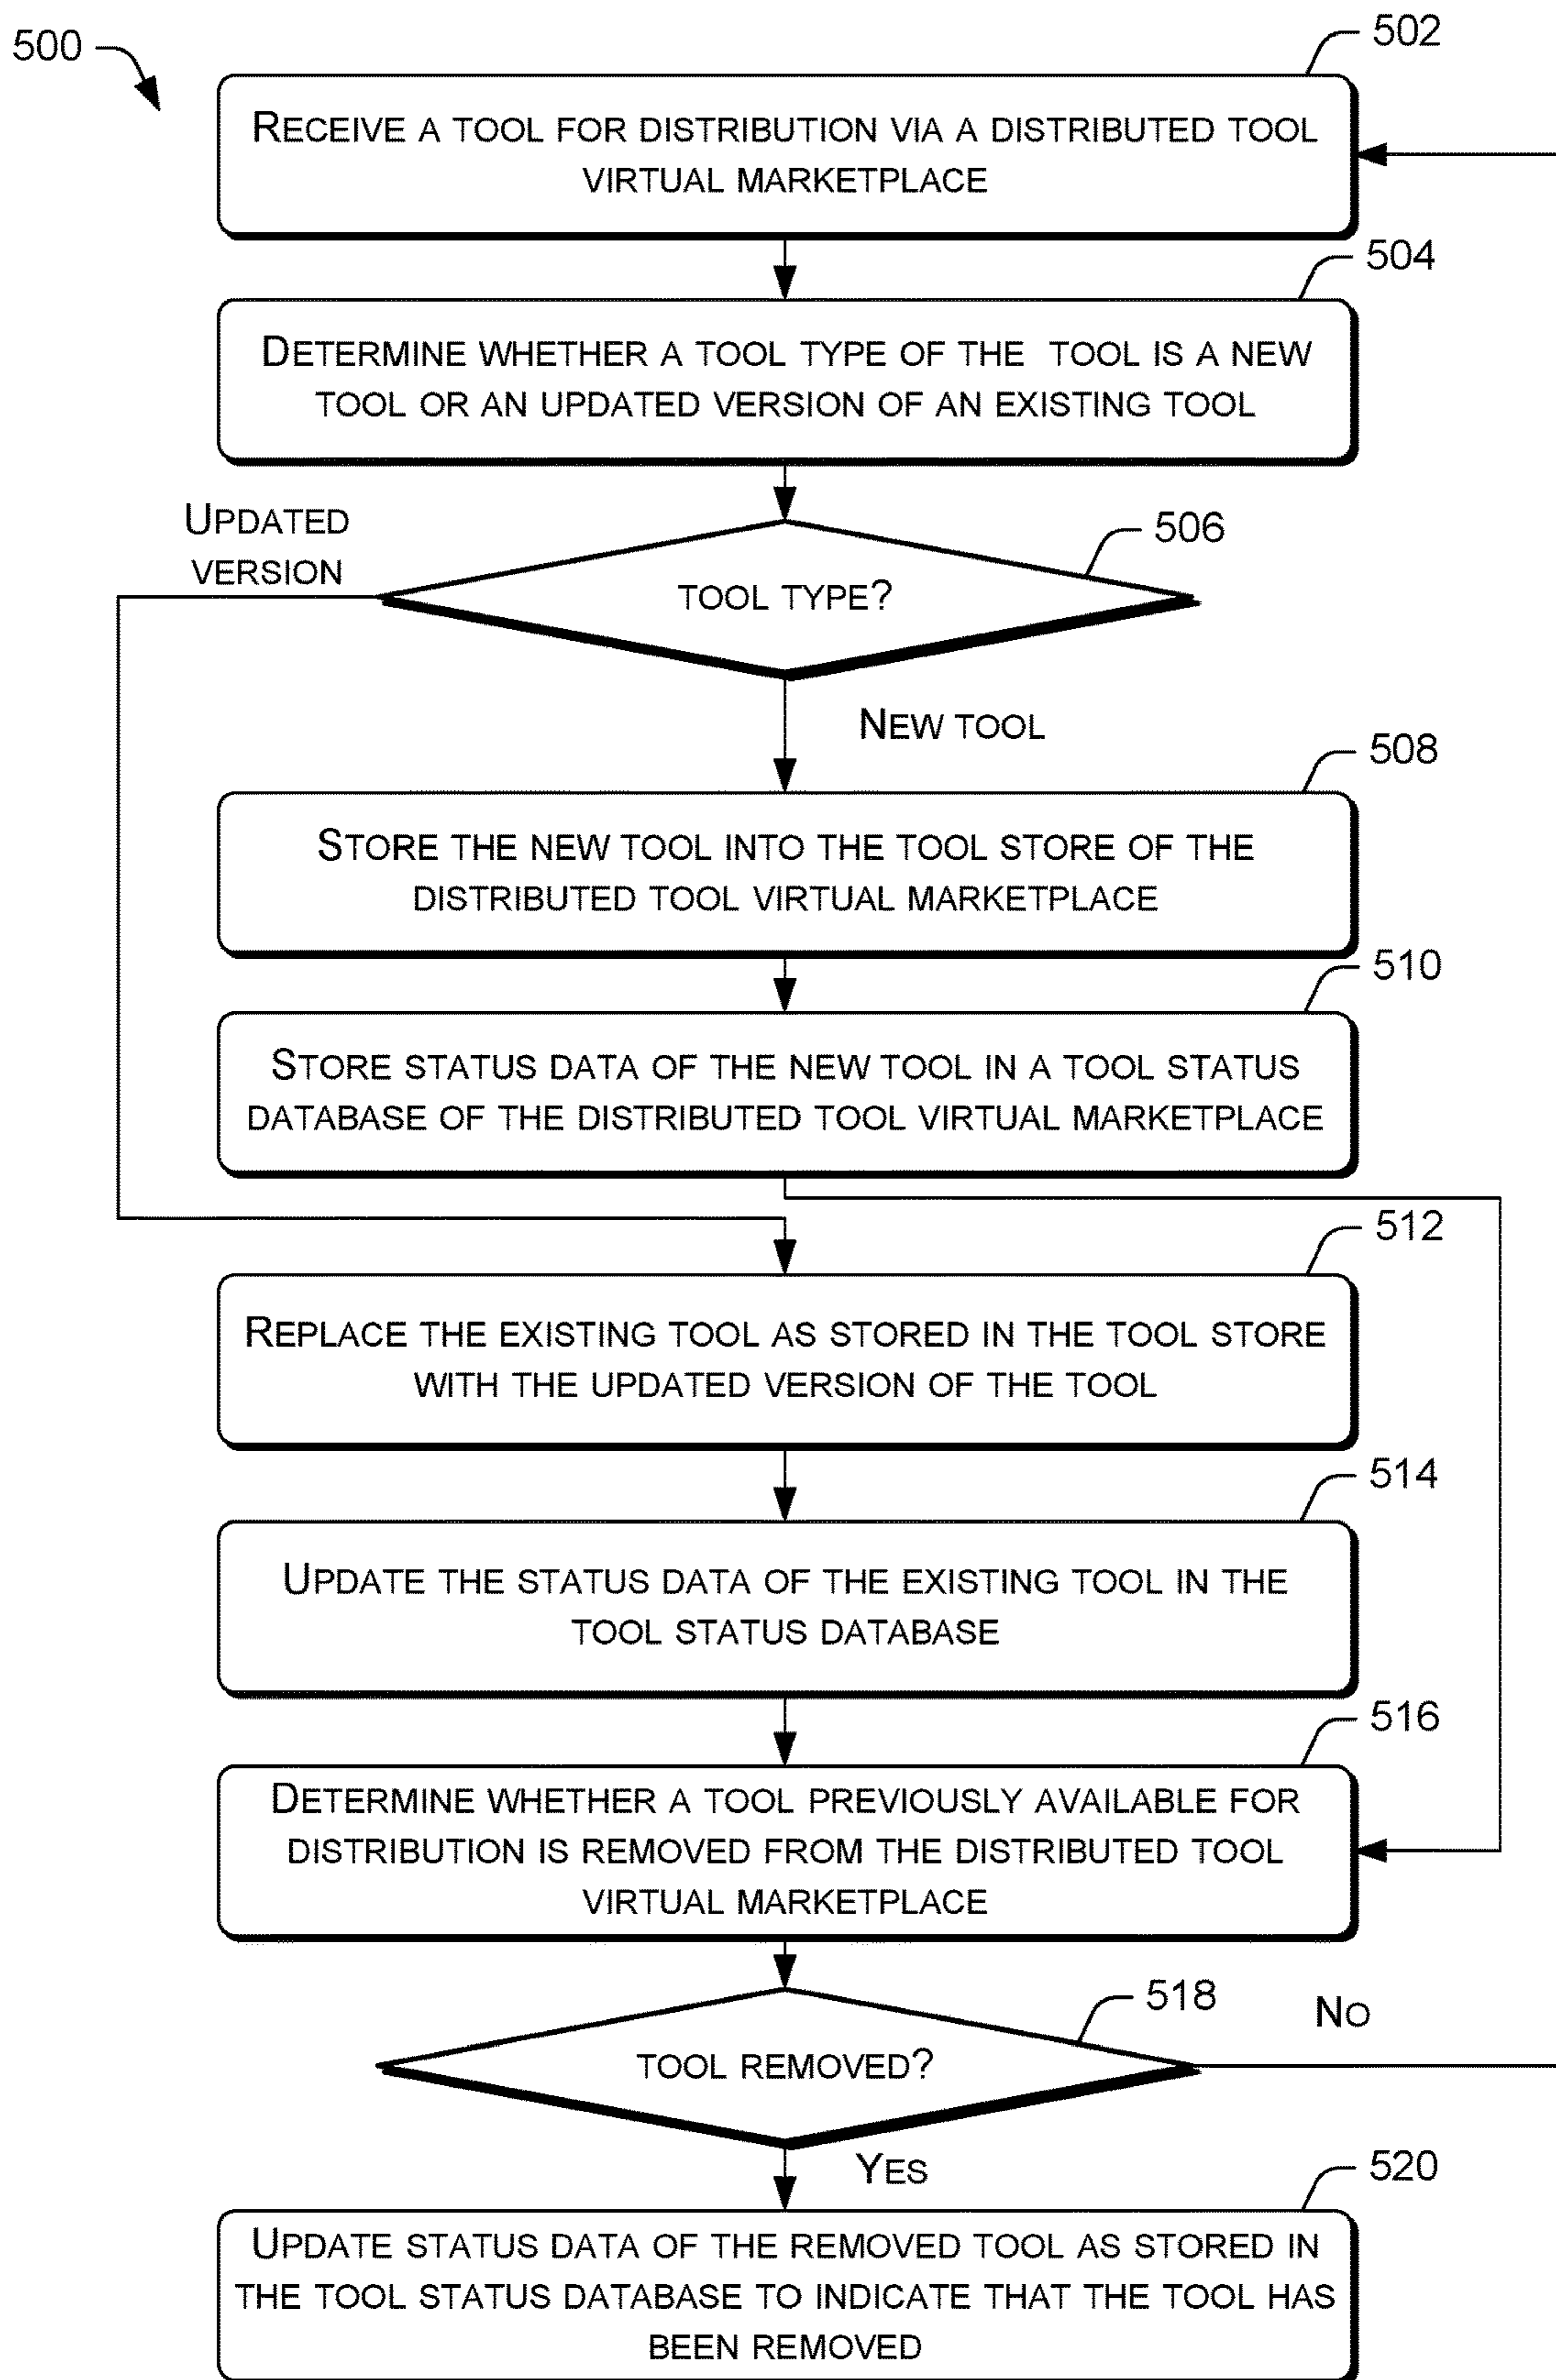 500
502
RECEIVE A TOOL FOR DISTRIBUTION VIA A DISTRIBUTED TOOL
VIRTUAL MARKETPLACE
504
DETERMINE WHETHER A TOOL TYPE OF THE TOOL IS A NEW
TOOL OR AN UPDATED VERSION OF AN EXISTING TOOL
UPDATED
VERSION
506
TOOL TYPE?
NEW TOOL
508
STORE THE NEW TOOL INTO THE TOOL STORE OF THE
DISTRIBUTED TOOL VIRTUAL MARKETPLACE
510
STORE STATUS DATA OF THE NEW TOOL IN A TOOL STATUS
DATABASE OF THE DISTRIBUTED TOOL VIRTUAL MARKETPLACE
512
REPLACE THE EXISTING TOOL AS STORED IN THE TOOL STORE
WITH THE UPDATED VERSION OF THE TOOL
514
UPDATE THE STATUS DATA OF THE EXISTING TOOL IN THE
TOOL STATUS DATABASE
516
DETERMINE WHETHER A TOOL PREVIOUSLY AVAILABLE FOR
DISTRIBUTION IS REMOVED FROM THE DISTRIBUTED TOOL
VIRTUAL MARKETPLACE
518
NO
TOOL REMOVED?
YES
520
UPDATE STATUS DATA OF THE REMOVED TOOL AS STORED IN
THE TOOL STATUS DATABASE TO INDICATE THAT THE TOOL HAS
BEEN REMOVED